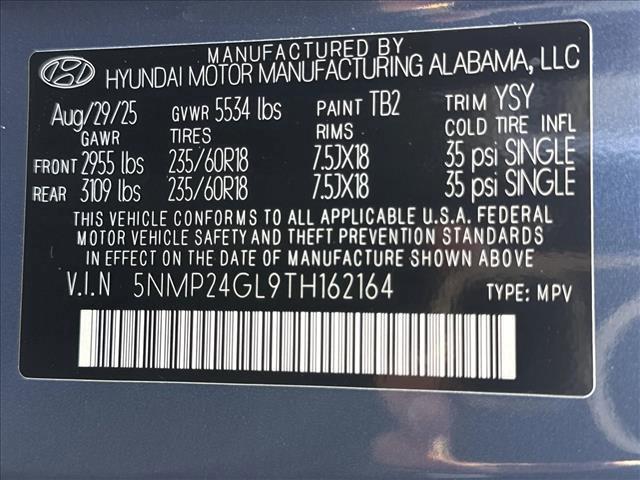 MANUFACTURED BY
HYUNDAI MOTOR MANUFACTURING ALABAMA, LLC
Aug/29/25 GVWR 5534 lbs PAINT TB2 TRIM YSY
GAWR TIRES RIMS COLD TIRE INFL
FRONT 2955 lbs 235/60R18 7.5JX18 35 psi SINGLE
REAR 3109 lbs 235/60R18 7.5JX18 35 psi SINGLE
THIS VEHICLE CONFORMS TO ALL APPLICABLE U.S.A. FEDERAL
MOTOR VEHICLE SAFETY AND THEFT PREVENTION STANDARDS
IN EFFECT ON THE DATE OF MANUFACTURE SHOWN ABOVE.
V.I.N 5NMP24GL9TH162164 TYPE: MPV